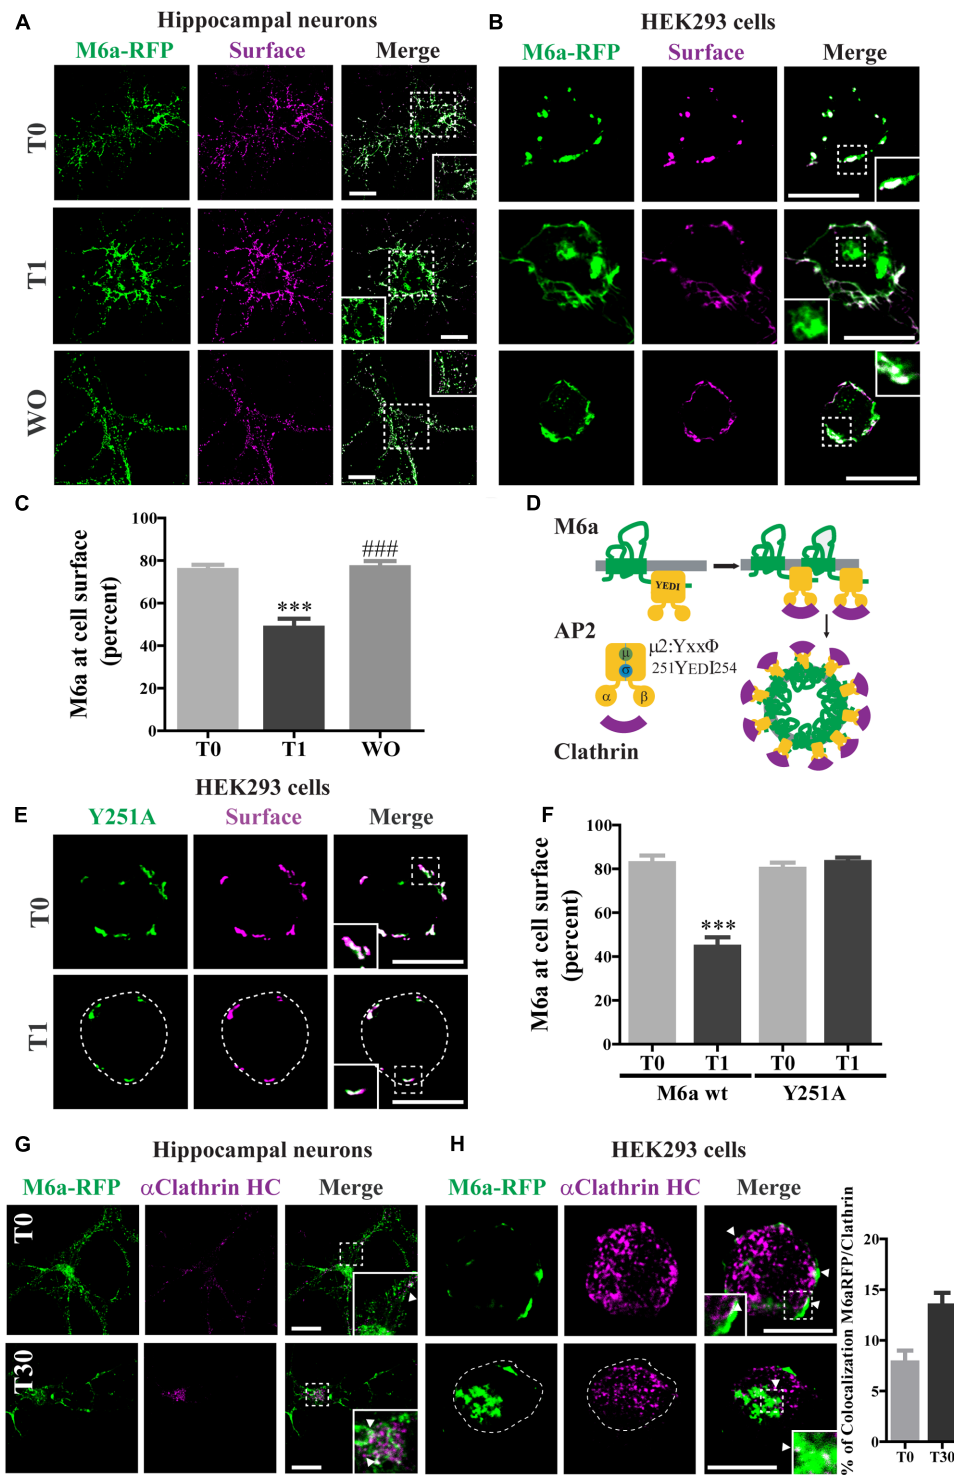 A
Hippocampal neurons
M6a-RFP
Surface
Merge
T0
T1
WO
B
HEK293 cells
M6a-RFP
Surface
Merge
C
M6a at cell surface
(percent)
100
80
60
40
20
0
***
###
T0
T1
WO
D
M6a
YEDI
AP2
μ
σ
α
β
μ2:YxxΦ
251YEDI254
Clathrin
E
HEK293 cells
Y251A
Surface
Merge
T0
T1
F
M6a at cell surface
(percent)
100
80
60
40
20
0
***
T0
T1
T0
T1
M6a wt
Y251A
G
Hippocampal neurons
M6a-RFP
αClathrin HC
Merge
T0
T30
H
HEK293 cells
M6a-RFP
αClathrin HC
Merge
% of Colocalization M6aRFP/Clathrin
20
15
10
5
0
T0
T30